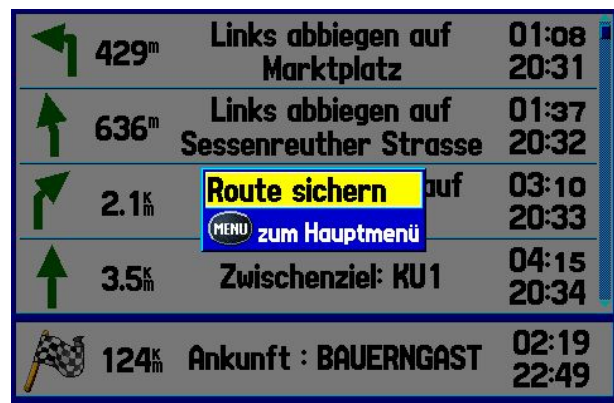 429m Links abbiegen auf 01:08
Marktplatz 20:31
636m Links abbiegen auf 01:37
Sessenreuther Strasse 20:32
auf 03:10
2.1km 20:33
Route sichern
MENU zum Hauptmenü
3.5km Zwischenziel: KU1 04:15
20:34
124km Ankunft : BAUERNGAST 02:19
22:49